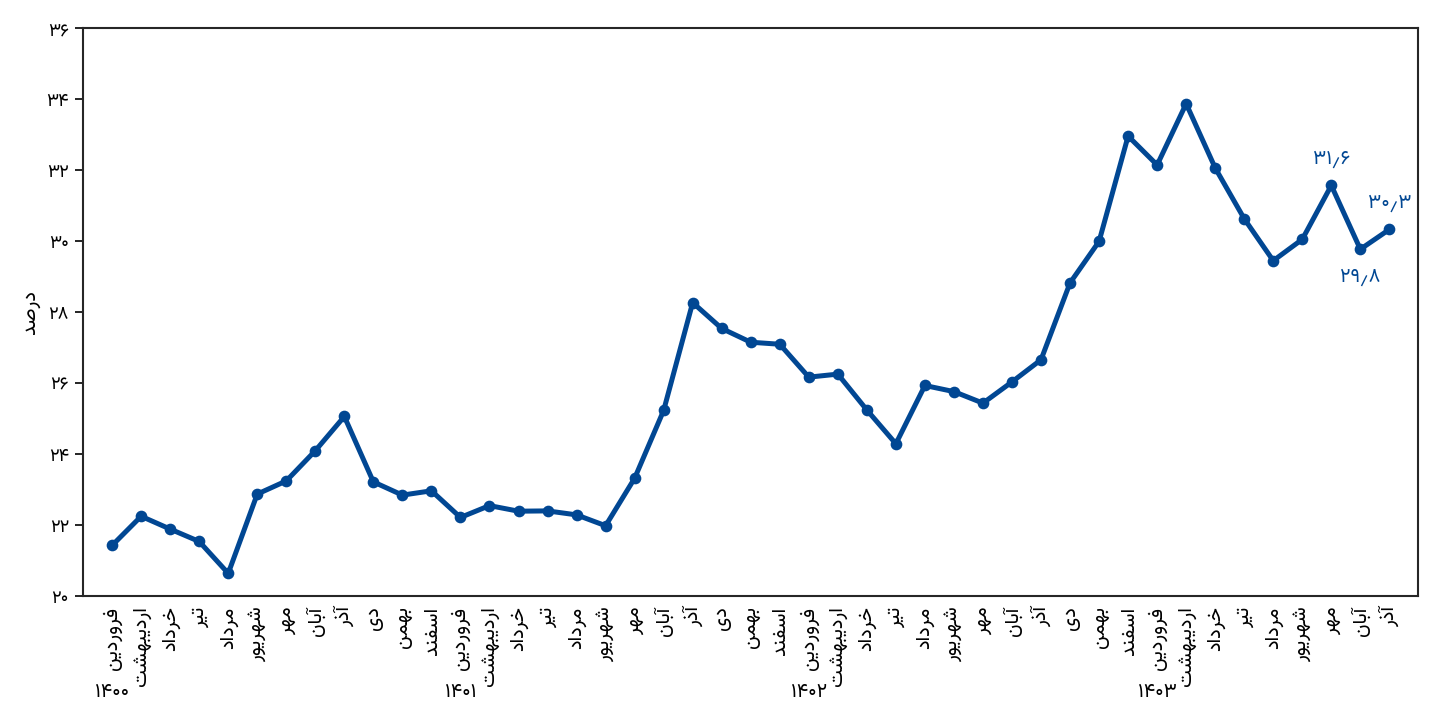 ۳۶
۳۴
۳۲
۳۰
۲۸
۲۶
۲۴
۲۲
۲۰
درصد
۳۱٫۶
۳۰٫۳
۲۹٫۸
فروردین
اردیبهشت
خرداد
تیر
مرداد
شهریور
مهر
آبان
آذر
دی
بهمن
اسفند
فروردین
اردیبهشت
خرداد
تیر
مرداد
شهریور
مهر
آبان
آذر
دی
بهمن
اسفند
فروردین
اردیبهشت
خرداد
تیر
مرداد
شهریور
مهر
آبان
آذر
دی
بهمن
اسفند
فروردین
اردیبهشت
خرداد
تیر
مرداد
شهریور
مهر
آبان
آذر
۱۴۰۰
۱۴۰۱
۱۴۰۲
۱۴۰۳